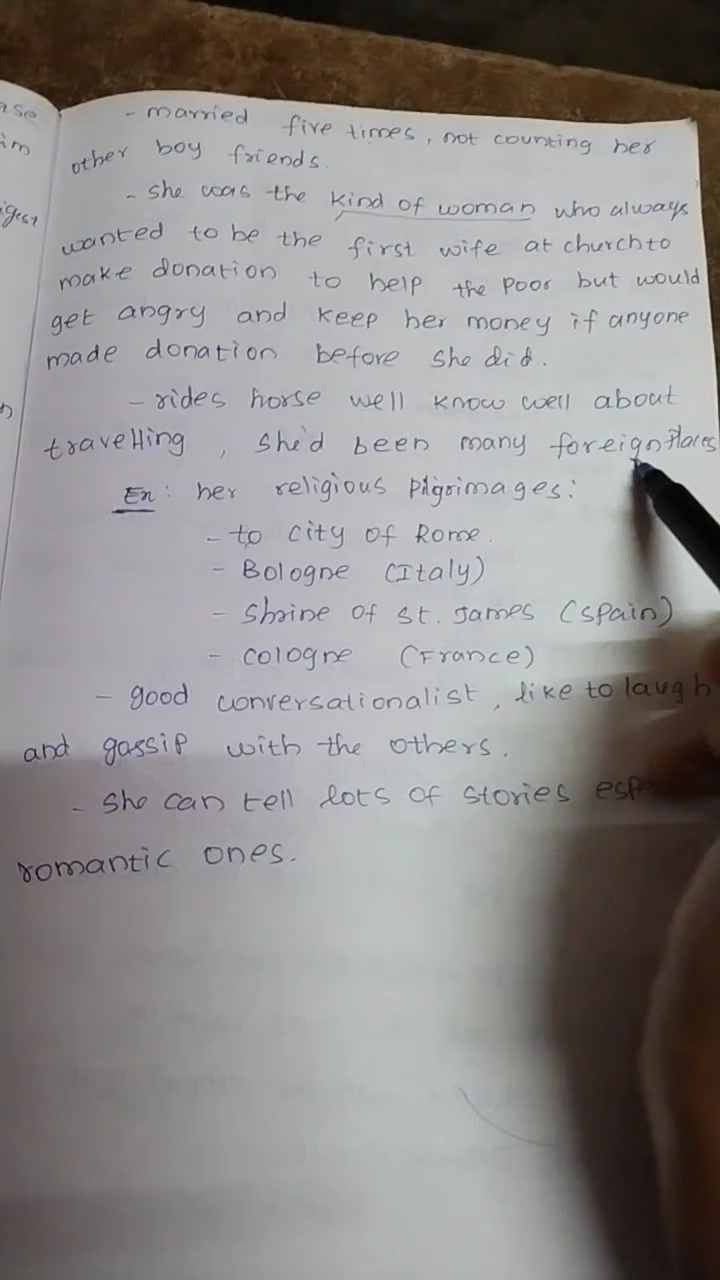 - married five times, not counting her
other boy friends.
- she was the kind of woman who always
wanted to be the first wife at church to
make donation to help the poor but would
get angry and keep her money if anyone
made donation before she did.
- rides horse well know well about
travelling, she'd been many foreign places
Ex: her religious pilgrimages:
- to city of Rome.
- Bologne (Italy)
- Shrine of St. James (Spain)
- cologne (France)
- good conversationalist, like to laugh
and gossip with the others.
- She can tell lots of stories
romantic ones.